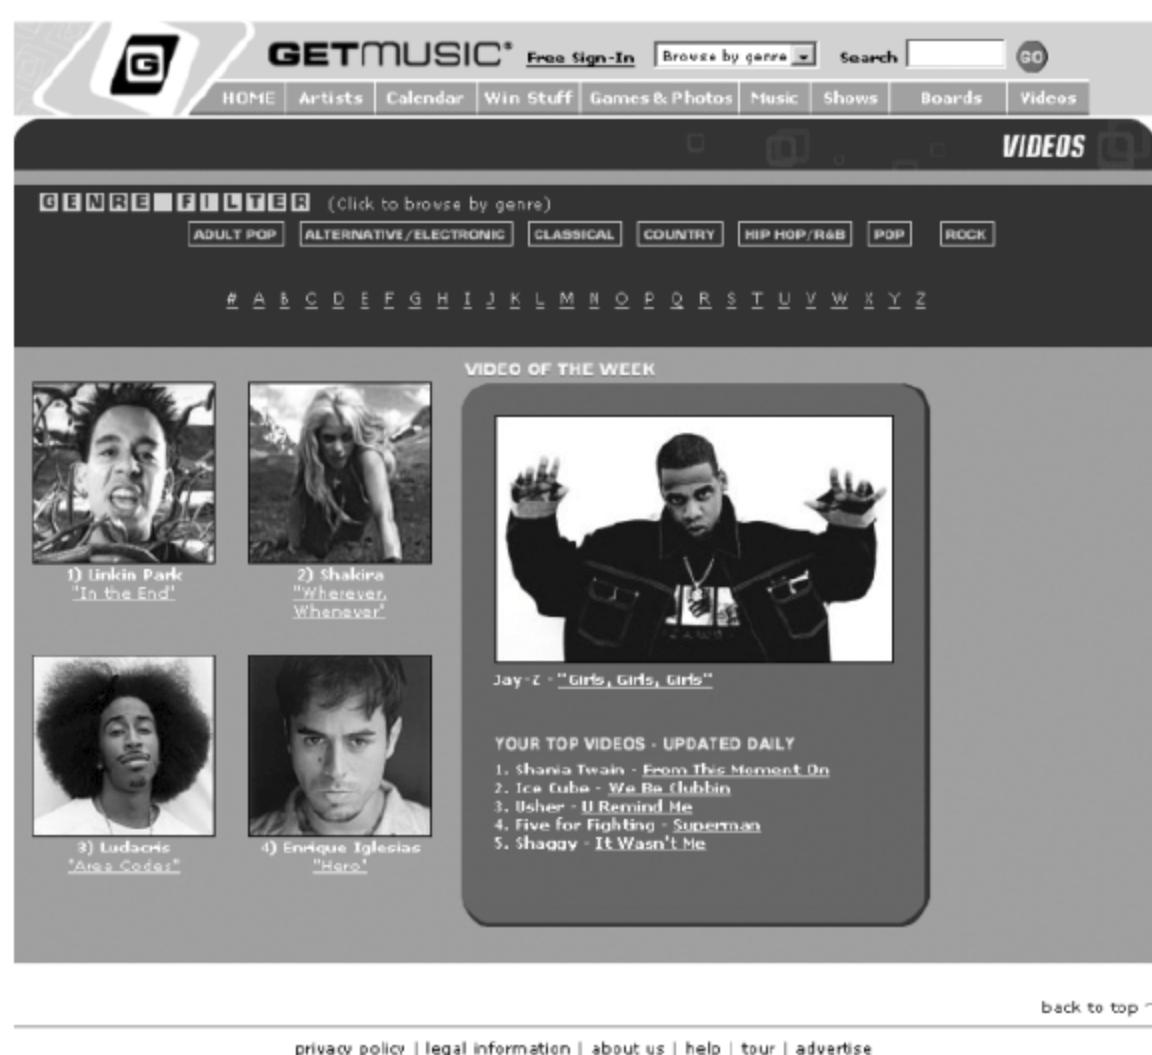 G GETMUSIC® Free Sign-In Browse by genre Search GO
HOME Artists Calendar Win Stuff Games & Photos Music Shows Boards Videos
VIDEOS
GENRE FILTER (Click to browse by genre)
ADULT POP ALTERNATIVE/ELECTRONIC CLASSICAL COUNTRY HIP HOP/R&B POP ROCK
# A B C D E F G H I J K L M N O P Q R S T U V W X Y Z
1) Linkin Park
"In the End"
2) Shakira
"Wherever,
Whenever"
3) Ludacris
"Area Codes"
4) Enrique Iglesias
"Hero"
VIDEO OF THE WEEK
Jay-Z - "Girls, Girls, Girls"
YOUR TOP VIDEOS - UPDATED DAILY
1. Shania Twain - From This Moment On
2. Ice Cube - We Be Clubbin
3. Usher - U Remind Me
4. Five for Fighting - Superman
5. Shaggy - It Wasn't Me
back to top ^
privacy policy | legal information | about us | help | tour | advertise